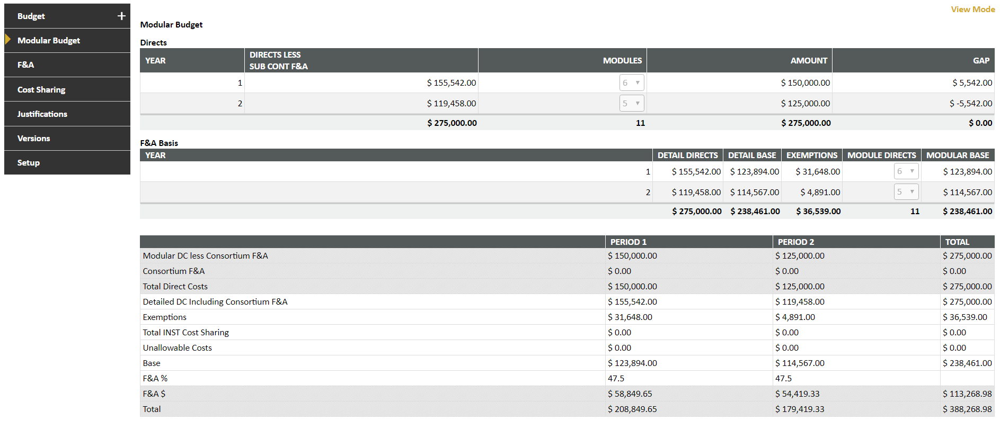 View Mode
Budget +
Modular Budget
F&A
Cost Sharing
Justifications
Versions
Setup
Modular Budget
Directs
YEAR DIRECTS LESS SUB CONT F&A MODULES AMOUNT GAP
1 $ 155,542.00 6 $ 150,000.00 $ 5,542.00
2 $ 119,458.00 5 $ 125,000.00 $ -5,542.00
$ 275,000.00 11 $ 275,000.00 $ 0.00
F&A Basis
YEAR DETAIL DIRECTS DETAIL BASE EXEMPTIONS MODULE DIRECTS MODULAR BASE
1 $ 155,542.00 $ 123,894.00 $ 31,648.00 6 $ 123,894.00
2 $ 119,458.00 $ 114,567.00 $ 4,891.00 5 $ 114,567.00
$ 275,000.00 $ 238,461.00 $ 36,539.00 11 $ 238,461.00
PERIOD 1 PERIOD 2 TOTAL
Modular DC less Consortium F&A $ 150,000.00 $ 125,000.00 $ 275,000.00
Consortium F&A $ 0.00 $ 0.00 $ 0.00
Total Direct Costs $ 150,000.00 $ 125,000.00 $ 275,000.00
Detailed DC Including Consortium F&A $ 155,542.00 $ 119,458.00 $ 275,000.00
Exemptions $ 31,648.00 $ 4,891.00 $ 36,539.00
Total INST Cost Sharing $ 0.00 $ 0.00 $ 0.00
Unallowable Costs $ 0.00 $ 0.00 $ 0.00
Base $ 123,894.00 $ 114,567.00 $ 238,461.00
F&A % 47.5 47.5
F&A $ $ 58,849.65 $ 54,419.33 $ 113,268.98
Total $ 208,849.65 $ 179,419.33 $ 388,268.98